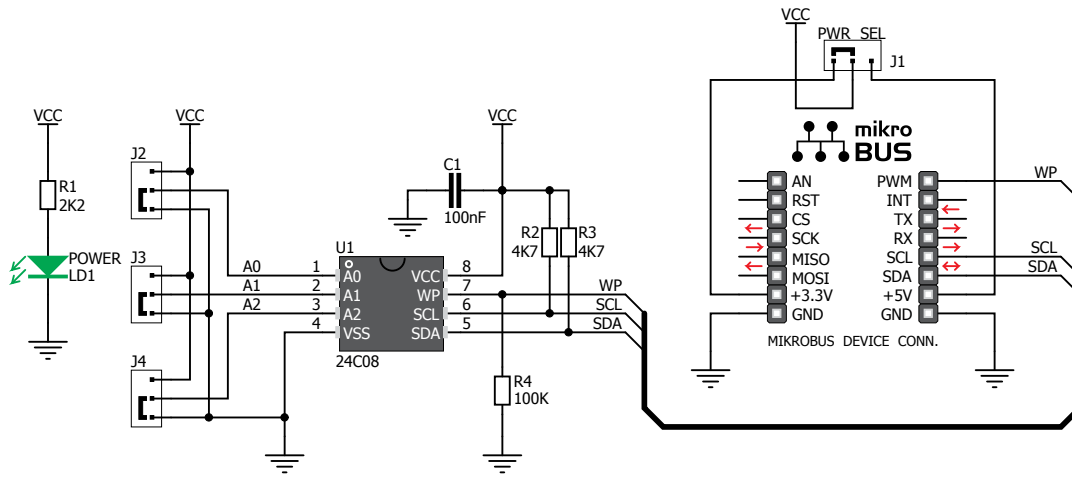 VCC
PWR SEL
J1
mikro
BUS
VCC
R1
2K2
POWER
LD1
VCC
J2
J3
J4
A0
A1
A2
VCC
C1
100nF
R2
4K7
R3
4K7
U1
1
A0
2
A1
3
A2
4
VSS
VCC
8
WP
7
SCL
6
SDA
5
24C08
WP
SCL
SDA
R4
100K
AN
RST
CS
SCK
MISO
MOSI
+3.3V
GND
PWM
INT
TX
RX
SCL
SDA
+5V
GND
WP
SCL
SDA
MIKROBUS DEVICE CONN.